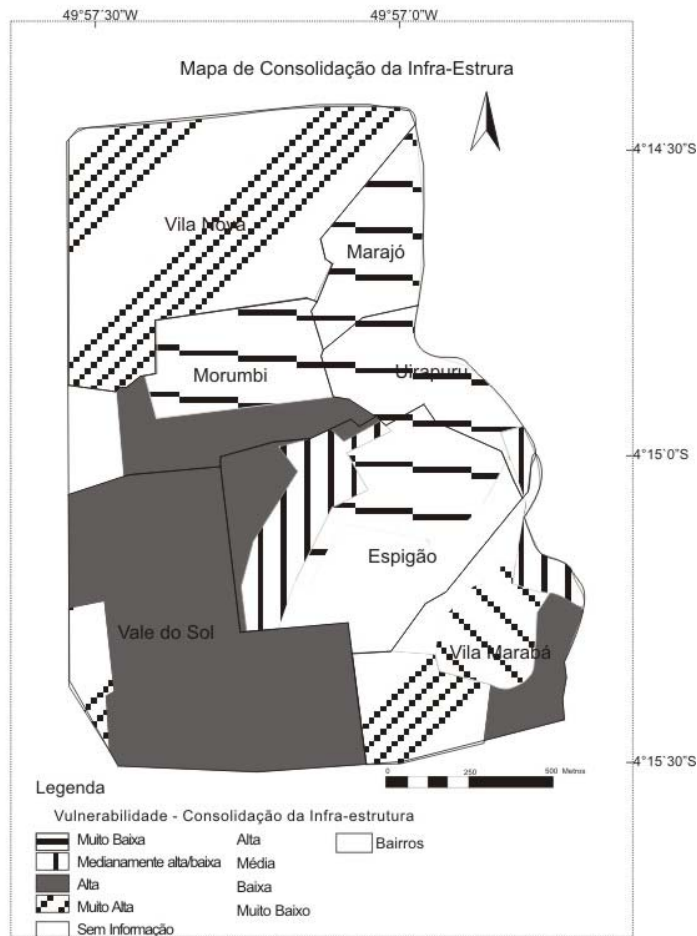 49°57'30"W
49°57'0"W
Mapa de Consolidação da Infra-Estrura
4°14'30"S
Vila Nova
Marajó
Morumbi
Uirapuru
4°15'0"S
Espigão
Vale do Sol
Vila Marabá
4°15'30"S
0 250 500 Metros
Legenda
Vulnerabilidade - Consolidação da Infra-estrutura
Muito Baixa
Medianamente alta/baixa
Alta
Muito Alta
Sem Informação
Alta
Média
Baixa
Muito Baixo
Bairros